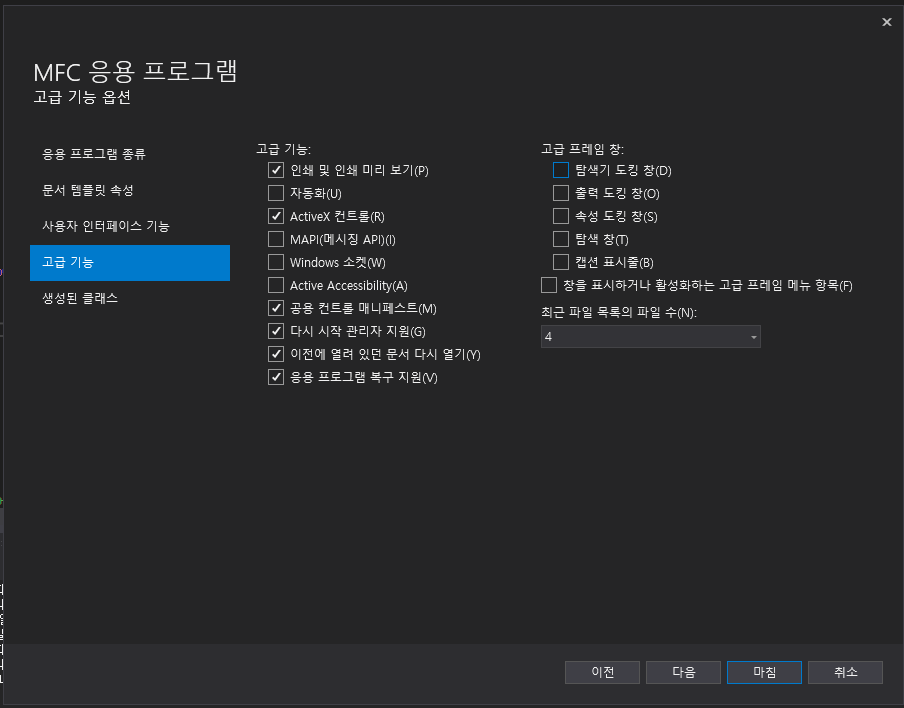 MFC 응용 프로그램
고급 기능 옵션
응용 프로그램 종류
문서 템플릿 속성
사용자 인터페이스 기능
고급 기능
생성된 클래스
고급 기능:
인쇄 및 인쇄 미리 보기(P)
자동화(U)
ActiveX 컨트롤(R)
MAPI(메시징 API)(I)
Windows 소켓(W)
Active Accessibility(A)
공용 컨트롤 매니페스트(M)
다시 시작 관리자 지원(G)
이전에 열려 있던 문서 다시 열기(Y)
응용 프로그램 복구 지원(V)
고급 프레임 창:
탐색기 도킹 창(D)
출력 도킹 창(O)
속성 도킹 창(S)
탐색 창(T)
캡션 표시줄(B)
창을 표시하거나 활성화하는 고급 프레임 메뉴 항목(F)
최근 파일 목록의 파일 수(N):
4
이전
다음
마침
취소